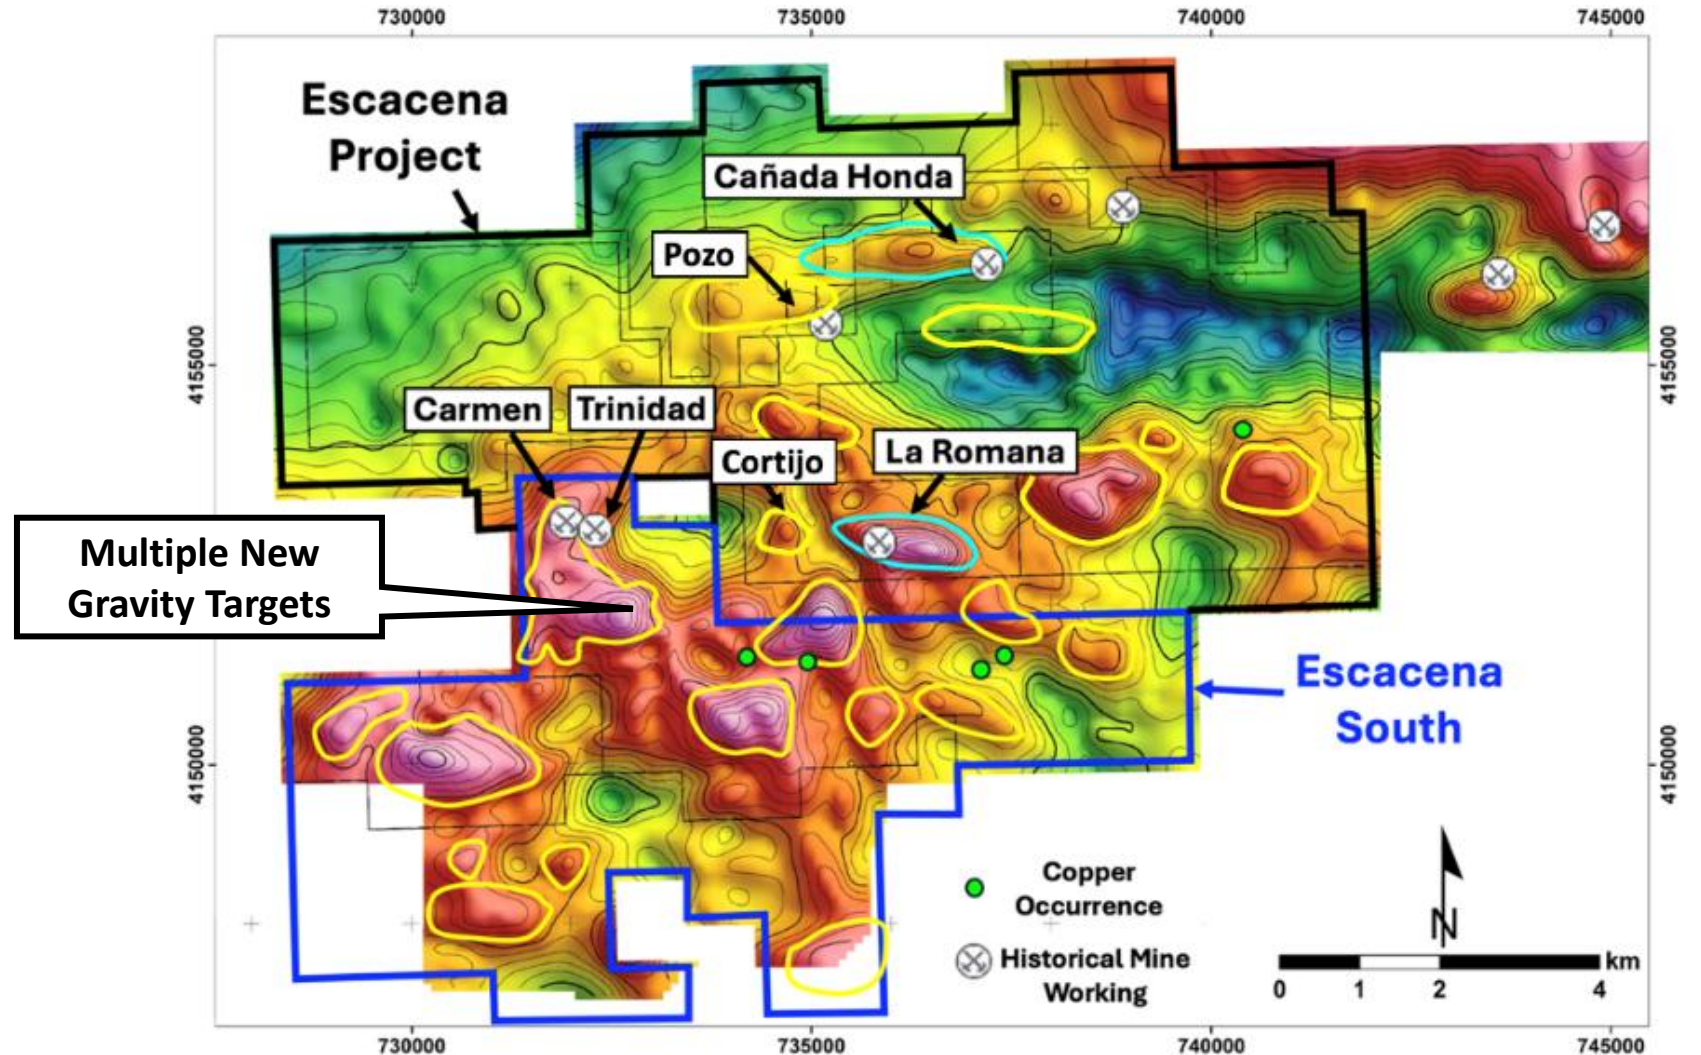 730000
735000
740000
745000
Escacena
Project
Cañada Honda
Pozo
4155000
4155000
Carmen
Trinidad
Cortijo
La Romana
Multiple New
Gravity Targets
Escacena
South
4150000
4150000
Copper
Occurrence
N
Historical Mine
Working
km
0
1
2
4
730000
735000
740000
745000